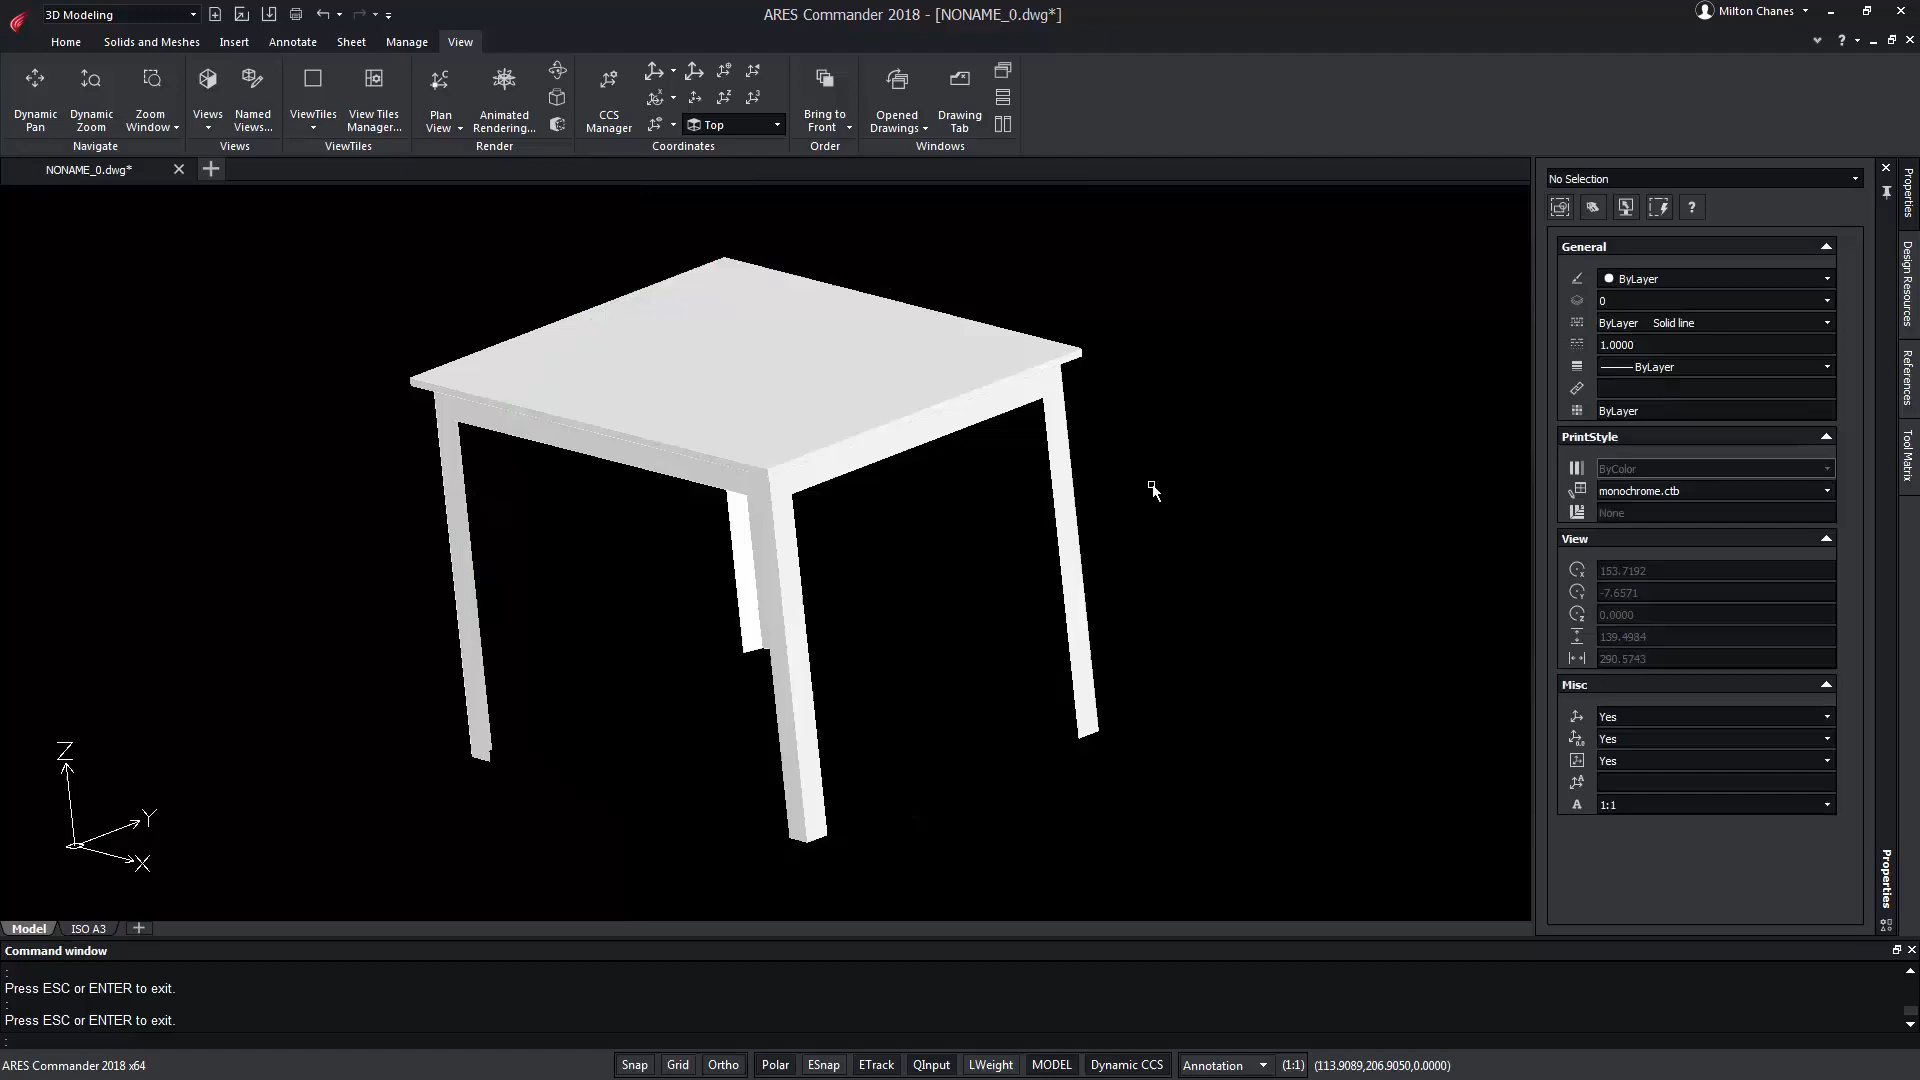 3D Modeling
ARES Commander 2018 - [NONAME_0.dwg*]
Milton Chanes
Home Solids and Meshes Insert Annotate Sheet Manage View
?
Dynamic Pan
Dynamic Zoom
Zoom Window
Navigate
Views
Named Views...
Views
ViewTiles
View Tiles Manager...
ViewTiles
Plan View
Animated Rendering...
Render
CCS Manager
Top
Coordinates
Bring to Front
Order
Opened Drawings
Drawing Tab
Windows
NONAME_0.dwg*
No Selection
?
General
ByLayer
0
ByLayer Solid line
1.0000
ByLayer
ByLayer
PrintStyle
ByColor
monochrome.ctb
None
View
153.7192
-7.6571
0.0000
139.4984
290.5743
Misc
Yes
Yes
Yes
1:1
Properties
Design Resources
References
Tool Matrix
Properties
Z
Y
X
Model ISO A3
Command window
:
Press ESC or ENTER to exit.
:
Press ESC or ENTER to exit.
:
ARES Commander 2018 x64
Snap Grid Ortho Polar ESnap ETrack QInput LWeight MODEL Dynamic CCS Annotation (1:1) (113.9089,206.9050,0.0000)